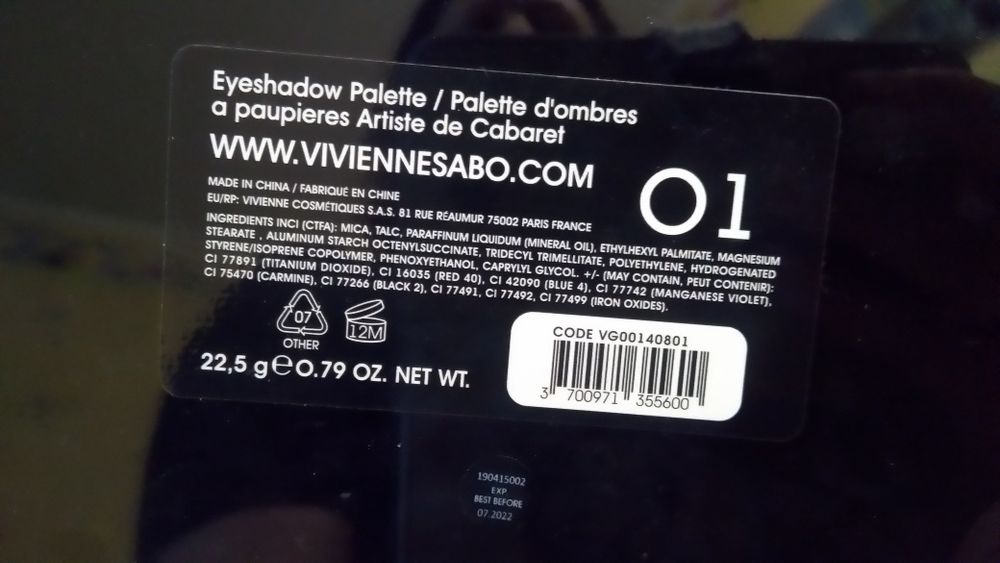 Eyeshadow Palette / Palette d'ombres
a paupieres Artiste de Cabaret
WWW.VIVIENNESABO.COM
01
MADE IN CHINA / FABRIQUÉ EN CHINE
EU/RP: VIVIENNE COSMÉTIQUES S.A.S. 81 RUE RÉAUMUR 75002 PARIS FRANCE
INGREDIENTS INCI (CTFA): MICA, TALC, PARAFFINUM LIQUIDUM (MINERAL OIL), ETHYLHEXYL PALMITATE, MAGNESIUM
STEARATE , ALUMINUM STARCH OCTENYLSUCCINATE, TRIDECYL TRIMELLITATE, POLYETHYLENE, HYDROGENATED
STYRENE/ISOPRENE COPOLYMER, PHENOXYETHANOL, CAPRYLYL GLYCOL. +/- (MAY CONTAIN, PEUT CONTENIR):
CI 77891 (TITANIUM DIOXIDE), CI 16035 (RED 40), CI 42090 (BLUE 4), CI 77742 (MANGANESE VIOLET),
CI 75470 (CARMINE), CI 77266 (BLACK 2), CI 77491, CI 77492, CI 77499 (IRON OXIDES).
07
OTHER
12M
22,5 g e 0.79 OZ. NET WT.
CODE VG00140801
3 700971 355600
190415002
EXP
BEST BEFORE
07.2022